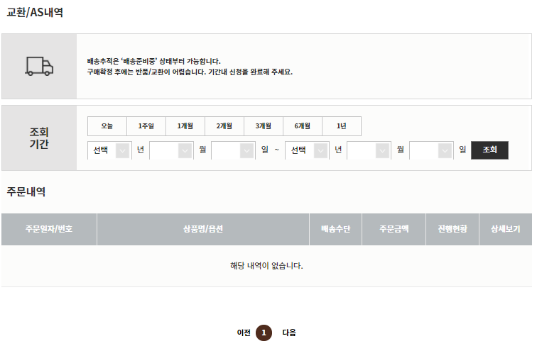 교환/AS내역
배송추적은 '배송준비중' 상태부터 가능합니다.
구매확정 후에는 반품/교환이 어렵습니다. 기간내 신청을 완료해 주세요.
조회
기간
오늘 1주일 1개월 2개월 3개월 6개월 1년
선택 년 월 일 ~ 선택 년 월 일 조회
주문내역
주문일자/번호 상품명/옵션 배송수단 주문금액 진행현황 상세보기
해당 내역이 없습니다.
이전 1 다음